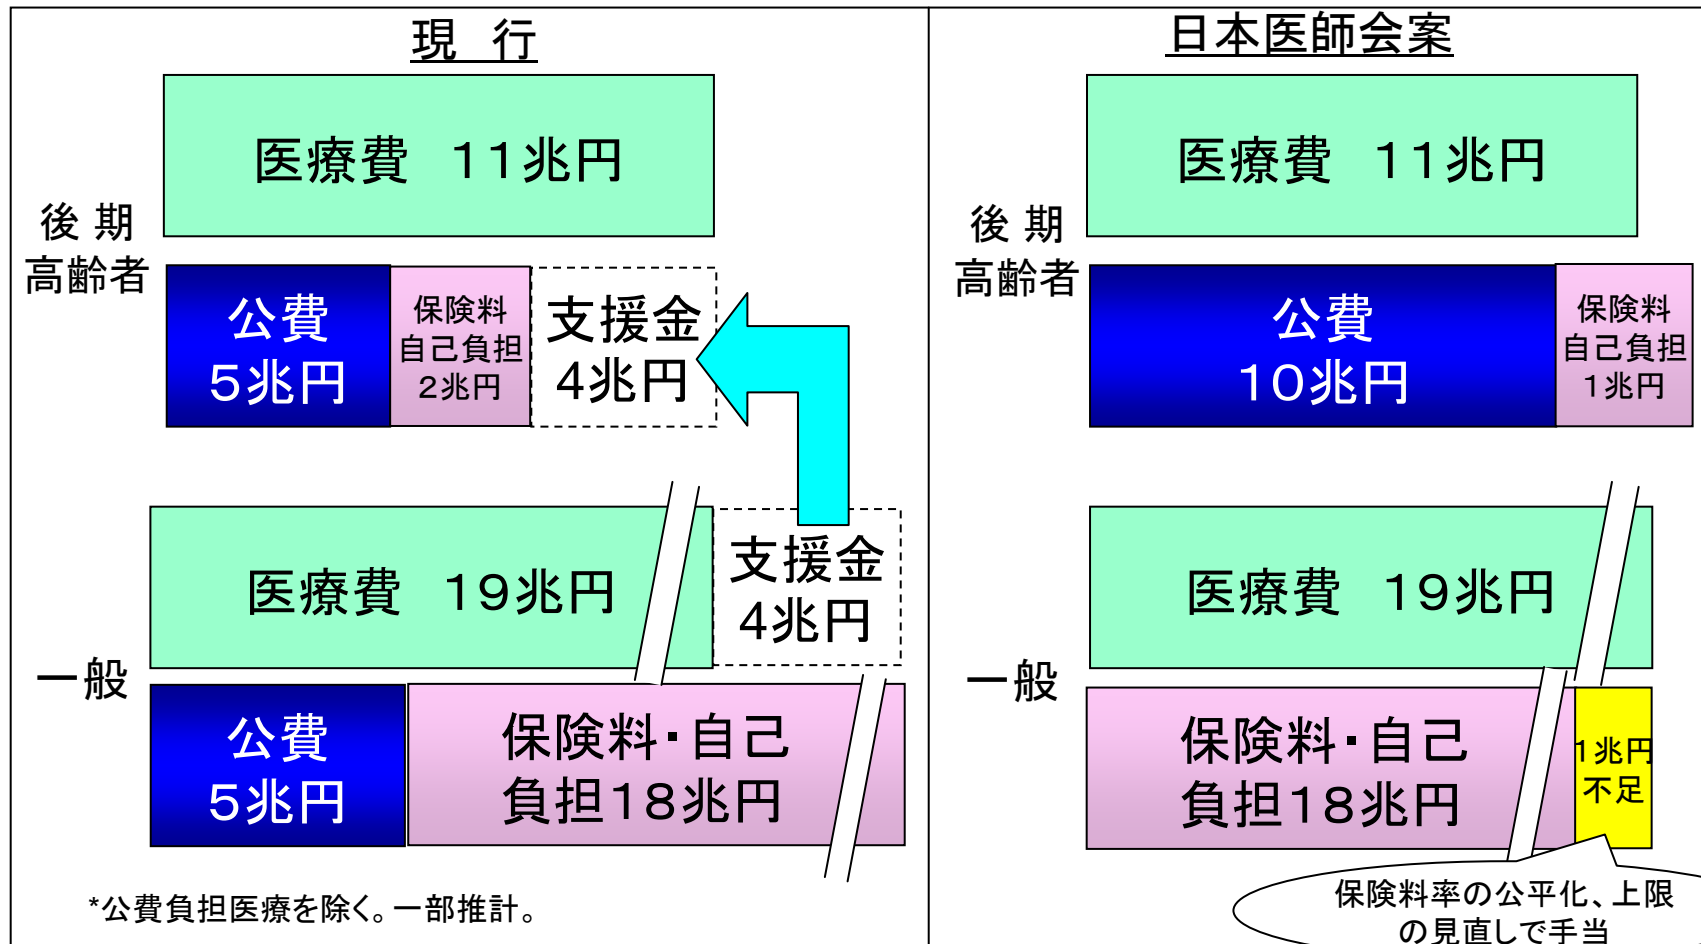 現　行
医療費　１１兆円
後 期
高齢者
公費
５兆円
保険料
自己負担
２兆円
支援金
４兆円
医療費　１９兆円
支援金
４兆円
一般
公費
５兆円
保険料・自己
負担１８兆円
*公費負担医療を除く。一部推計。
日本医師会案
医療費　１１兆円
後 期
高齢者
公費
１０兆円
保険料
自己負担
１兆円
医療費　１９兆円
一般
保険料・自己
負担１８兆円
１兆円
不足
保険料率の公平化、上限
の見直しで手当